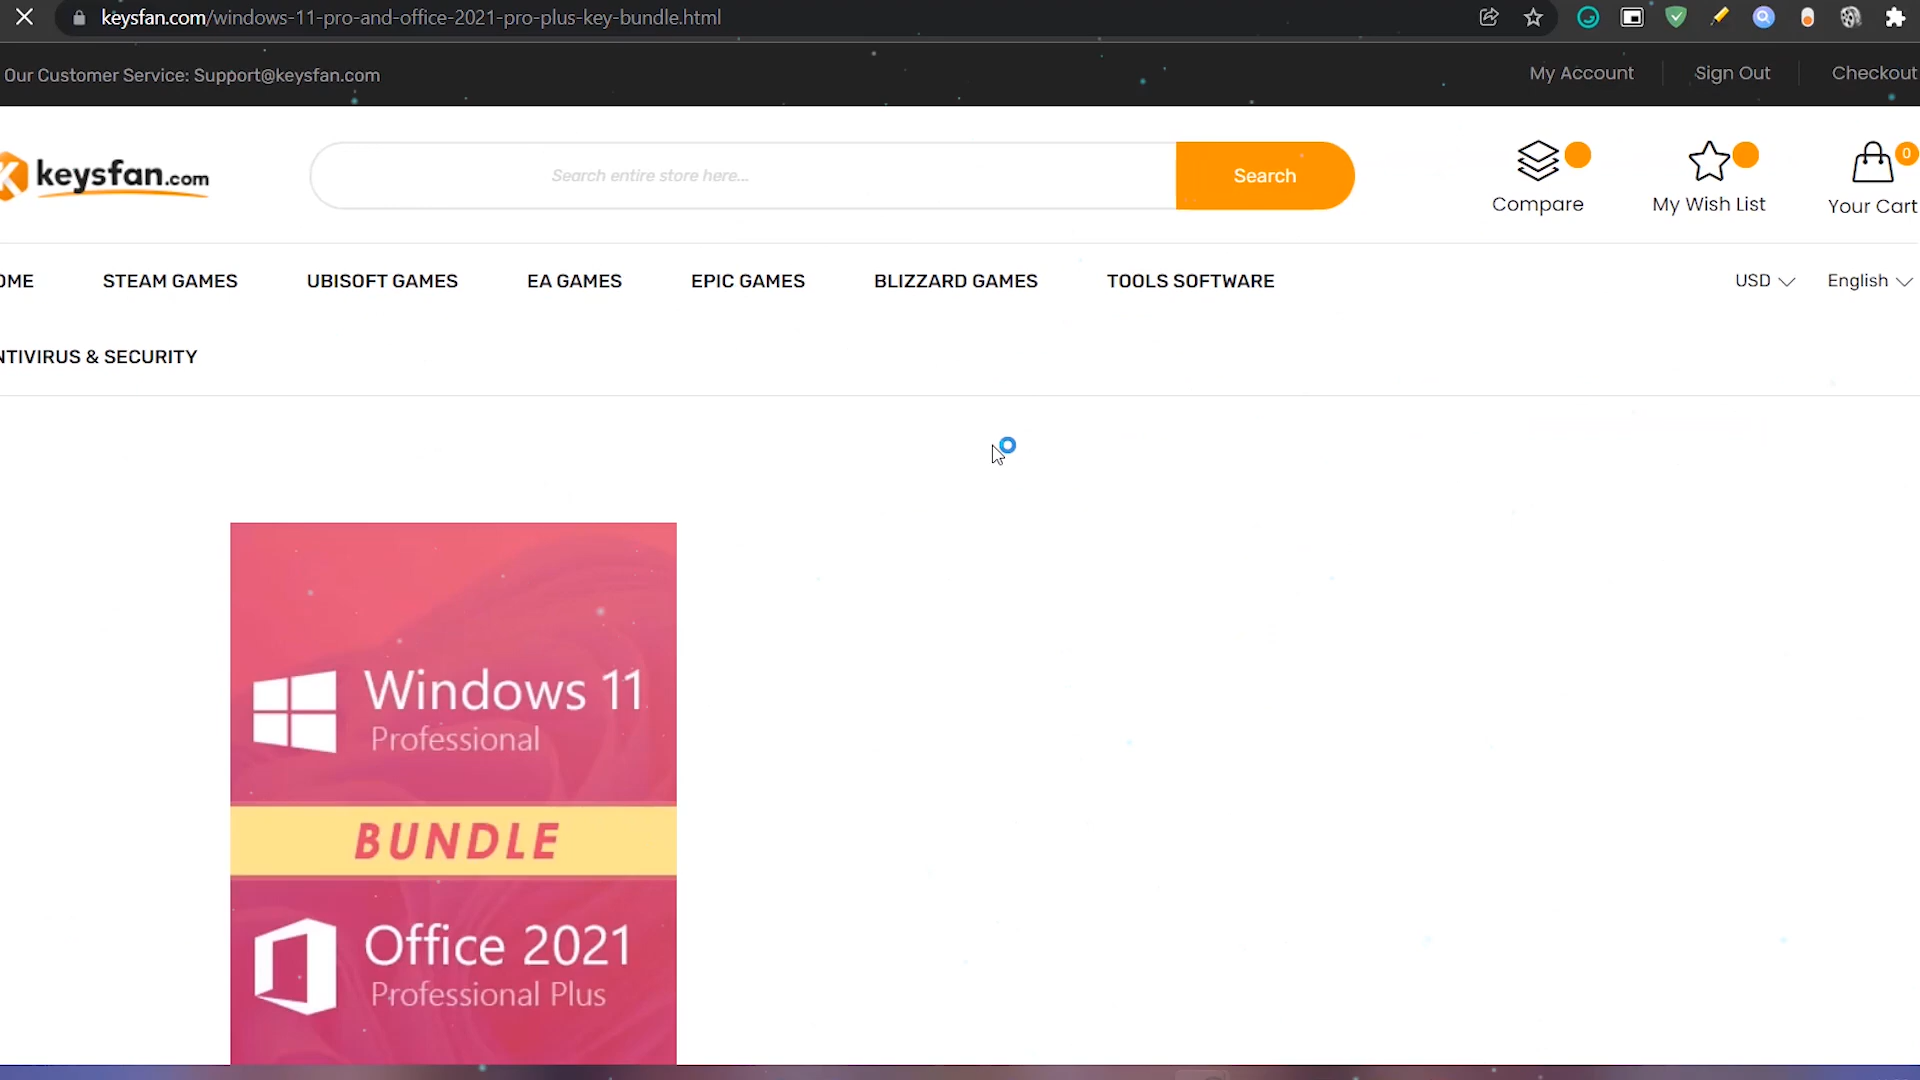 keysfan.com/windows-11-pro-and-office-2021-pro-plus-key-bundle.html
Our Customer Service: Support@keysfan.com
My Account
Sign Out
Checkout
keysfan.com
Search entire store here...
Search
Compare
My Wish List
0
Your Cart
OME
STEAM GAMES
UBISOFT GAMES
EA GAMES
EPIC GAMES
BLIZZARD GAMES
TOOLS SOFTWARE
USD
English
NTIVIRUS & SECURITY
Windows 11
Professional
BUNDLE
Office 2021
Professional Plus